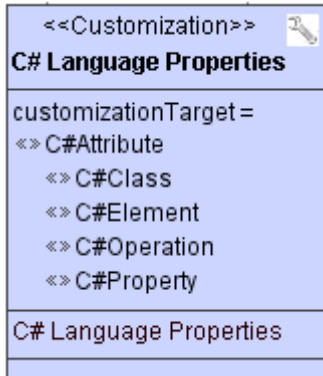 <<Customization>>
C# Language Properties
customizationTarget =
«» C#Attribute
«» C#Class
«» C#Element
«» C#Operation
«» C#Property
C# Language Properties